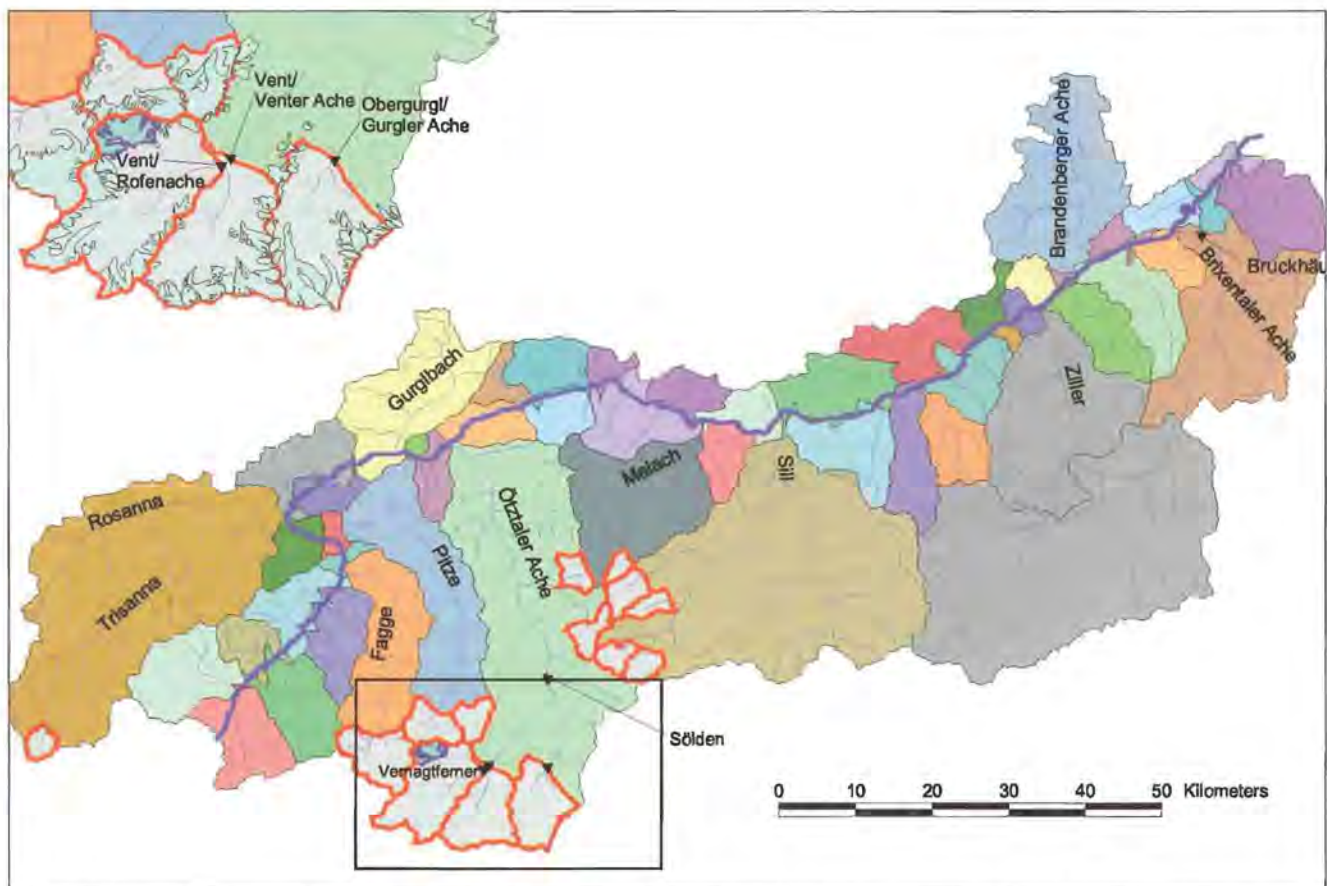 Vent/
Venter Ache
Obergurgl/
Gurgler Ache
Vent/
Rofenache
Brandenberger Ache
Bruckhäu
Brixentaler Ache
Gurglbach
Ziller
Melach
Sill
Rosanna
Ötztaler Ache
Pitze
Trisanna
Fagge
Sölden
Vernagtferner
0 10 20 30 40 50 Kilometers